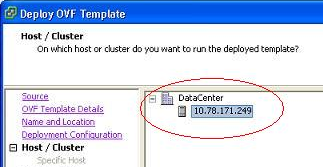 Deploy OVF Template
Host / Cluster
On which host or cluster do you want to run the deployed template?
Source
OVF Template Details
Name and Location
Deployment Configuration
Host / Cluster
Specific Host
DataCenter
10.78.171.249